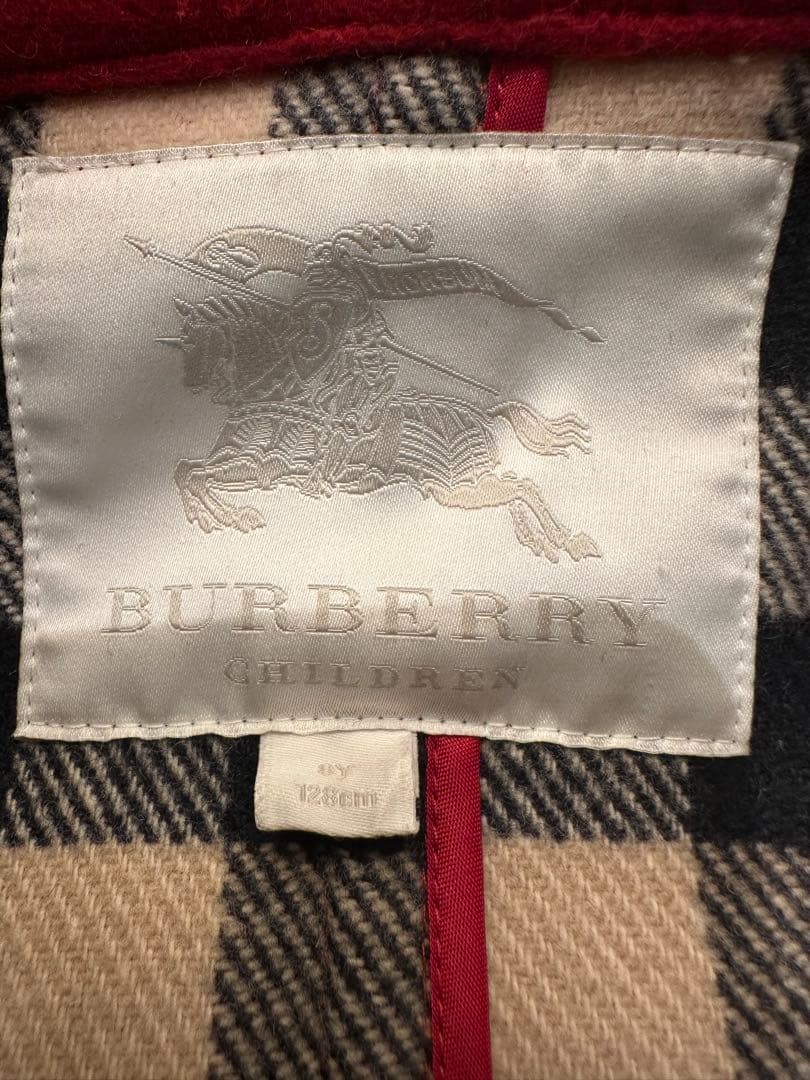 PRORSUM
BURBERRY
CHILDREN
8Y
128cm